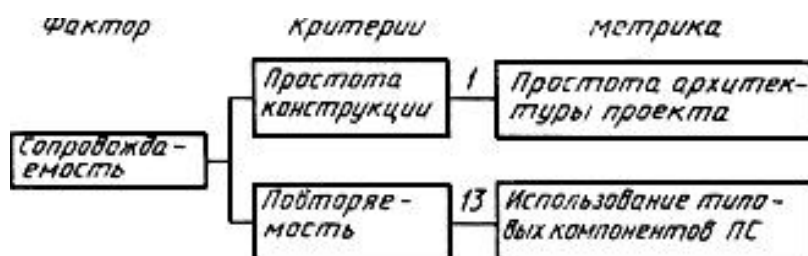 Фактор Критерии Метрика
Простота 1 Простота архитек-
конструкции туры проекта
Сопровожда-
емость
Повторяе- 13 Использование типо-
мость вых компонентов ПС